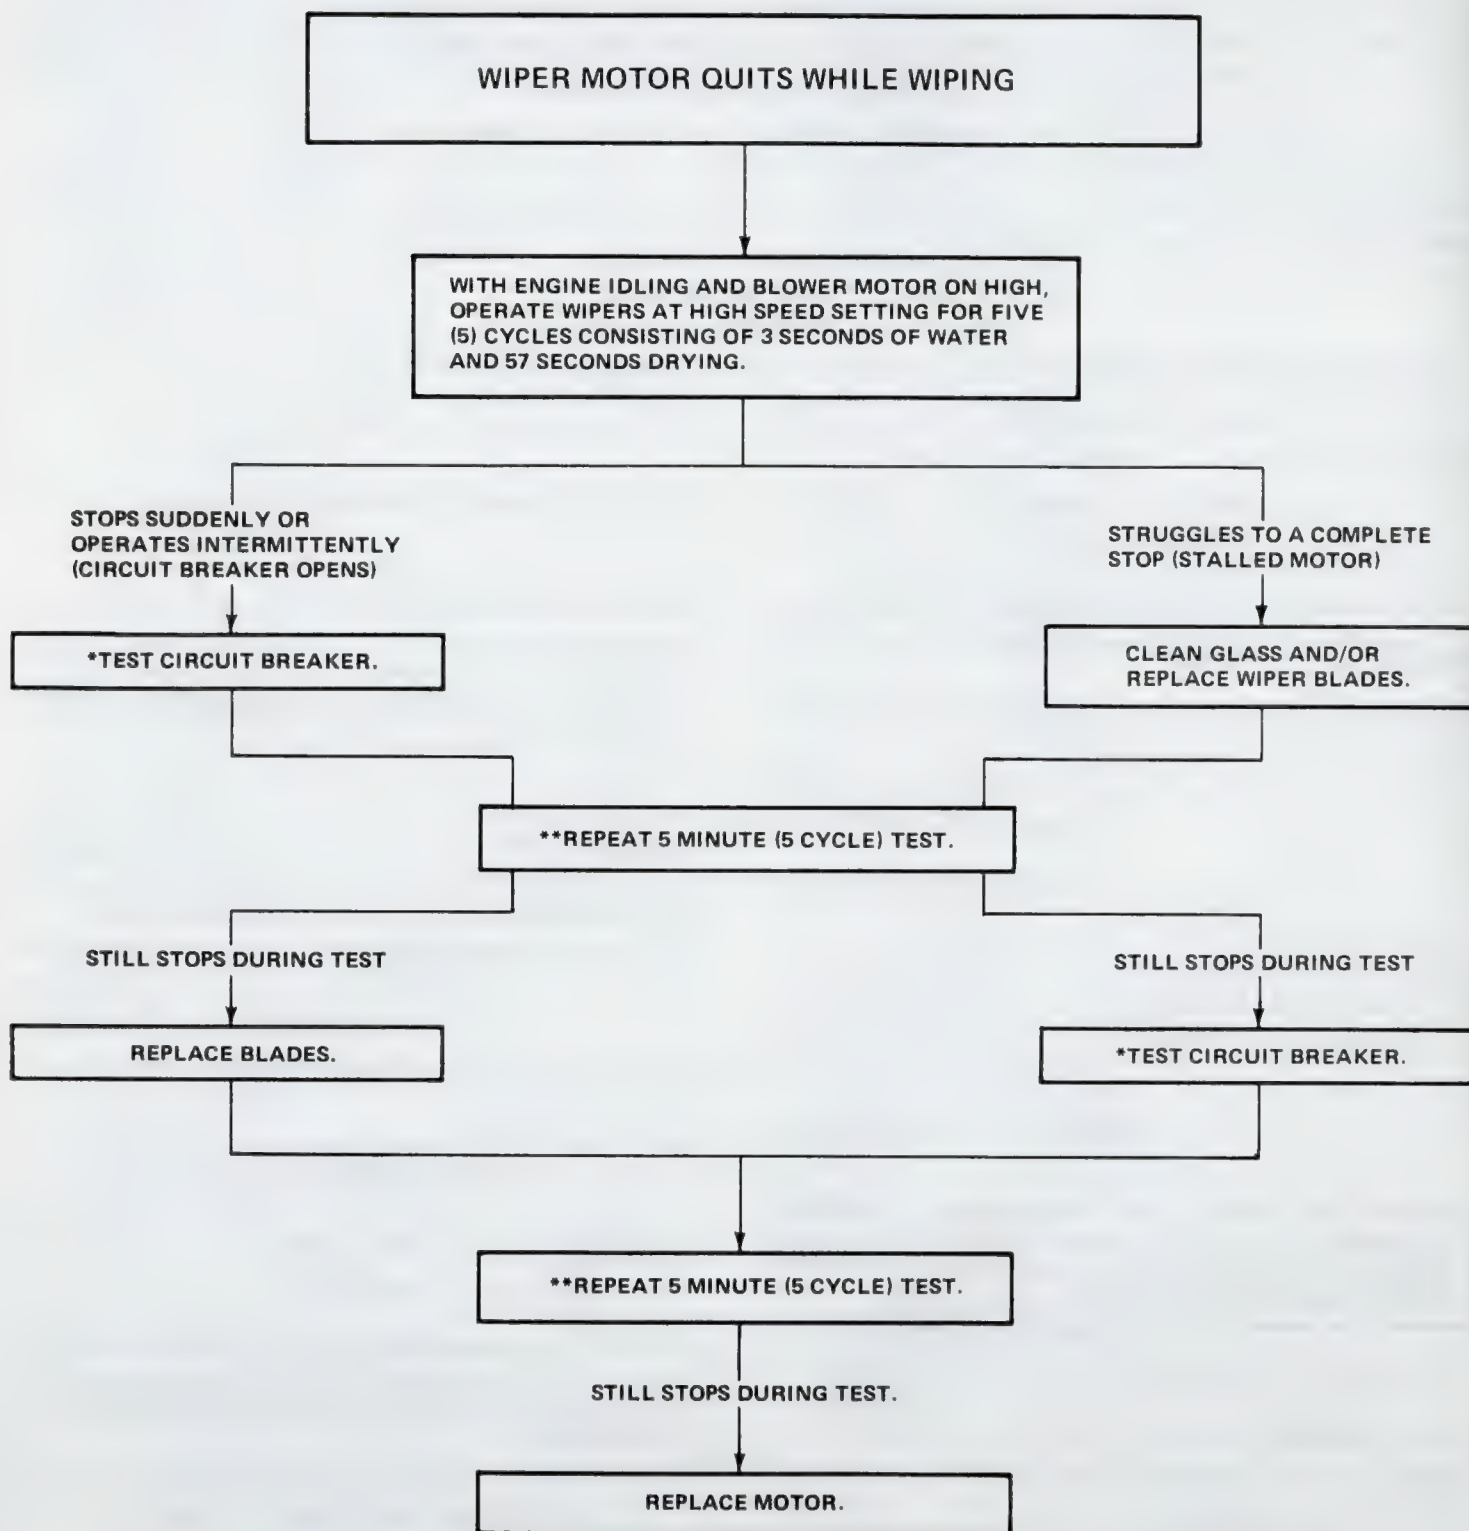 WIPER MOTOR QUITS WHILE WIPING
WITH ENGINE IDLING AND BLOWER MOTOR ON HIGH,
OPERATE WIPERS AT HIGH SPEED SETTING FOR FIVE
(5) CYCLES CONSISTING OF 3 SECONDS OF WATER
AND 57 SECONDS DRYING.
STOPS SUDDENLY OR
OPERATES INTERMITTENTLY
(CIRCUIT BREAKER OPENS)
STRUGGLES TO A COMPLETE
STOP (STALLED MOTOR)
*TEST CIRCUIT BREAKER.
CLEAN GLASS AND/OR
REPLACE WIPER BLADES.
**REPEAT 5 MINUTE (5 CYCLE) TEST.
STILL STOPS DURING TEST
STILL STOPS DURING TEST
REPLACE BLADES.
*TEST CIRCUIT BREAKER.
**REPEAT 5 MINUTE (5 CYCLE) TEST.
STILL STOPS DURING TEST.
REPLACE MOTOR.